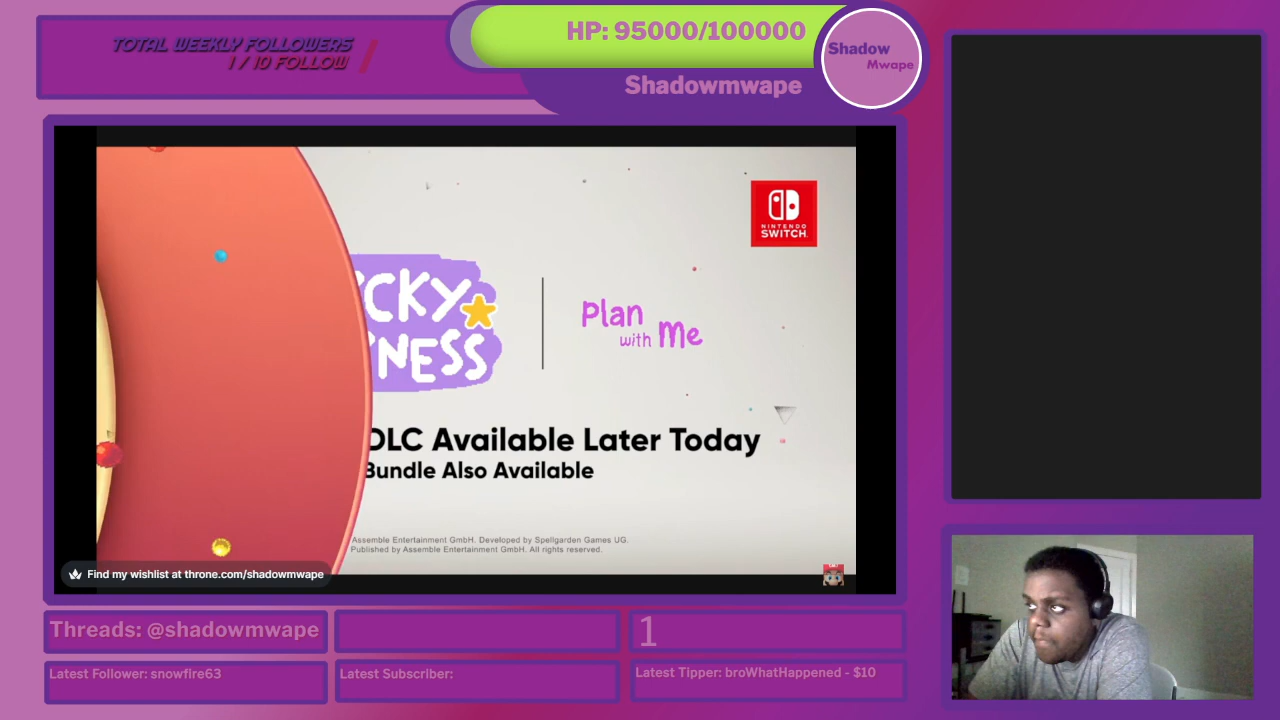 TOTAL WEEKLY FOLLOWERS
1 / 10 FOLLOW
HP: 95000/100000
Shadowmwape
Shadow
Mwape
NINTENDO
SWITCH
CKY
NESS
Plan
with Me
DLC Available Later Today
Bundle Also Available
Assemble Entertainment GmbH. Developed by Spellgarden Games UG.
Published by Assemble Entertainment GmbH. All rights reserved.
Find my wishlist at throne.com/shadowmwape
Threads: @shadowmwape
1
Latest Follower: snowfire63
Latest Subscriber:
Latest Tipper: broWhatHappened - $10